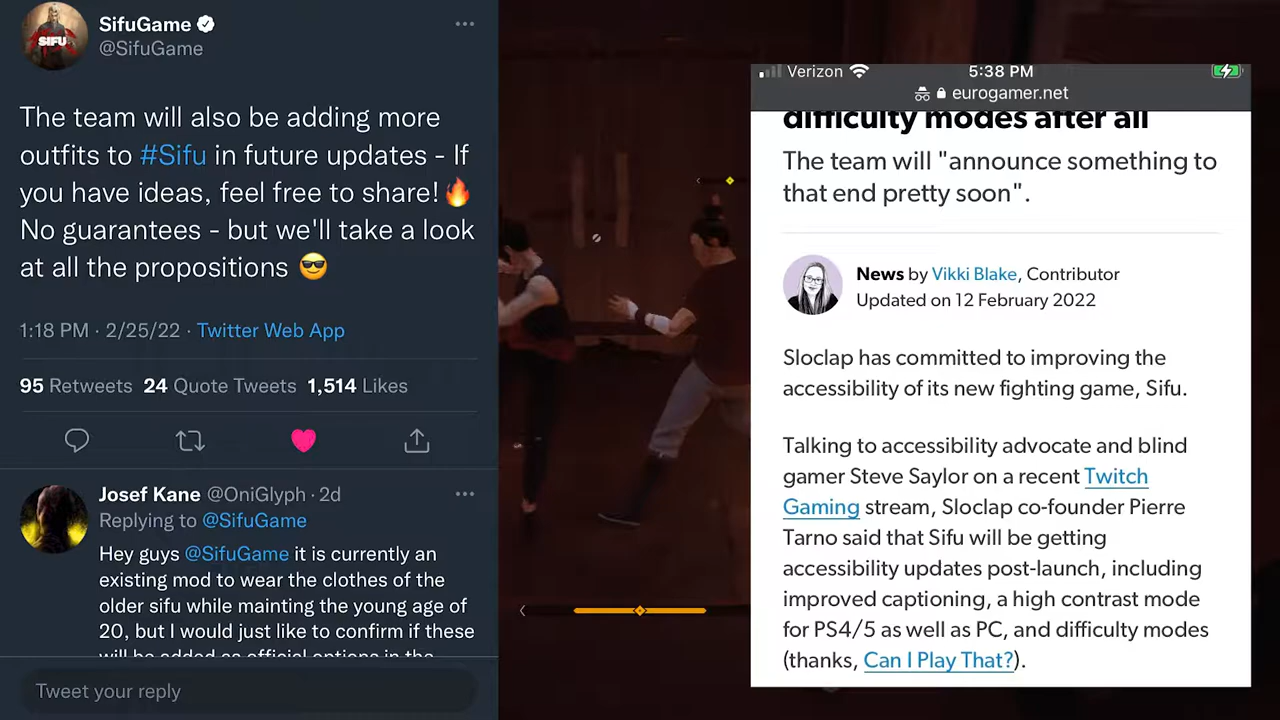 SifuGame
@SifuGame
SIFU
The team will also be adding more
outfits to #Sifu in future updates - If
you have ideas, feel free to share!🔥
No guarantees - but we'll take a look
at all the propositions 😎
1:18 PM · 2/25/22 · Twitter Web App
95 Retweets 24 Quote Tweets 1,514 Likes
Josef Kane @OniGlyph · 2d
Replying to @SifuGame
Hey guys @SifuGame it is currently an
existing mod to wear the clothes of the
older sifu while mainting the young age of
20, but I would just like to confirm if these
will be added as official options in the
Tweet your reply
Verizon 5:38 PM
eurogamer.net
difficulty modes after all
The team will "announce something to
that end pretty soon".
News by Vikki Blake, Contributor
Updated on 12 February 2022
Sloclap has committed to improving the
accessibility of its new fighting game, Sifu.
Talking to accessibility advocate and blind
gamer Steve Saylor on a recent Twitch
Gaming stream, Sloclap co-founder Pierre
Tarno said that Sifu will be getting
accessibility updates post-launch, including
improved captioning, a high contrast mode
for PS4/5 as well as PC, and difficulty modes
(thanks, Can I Play That?).